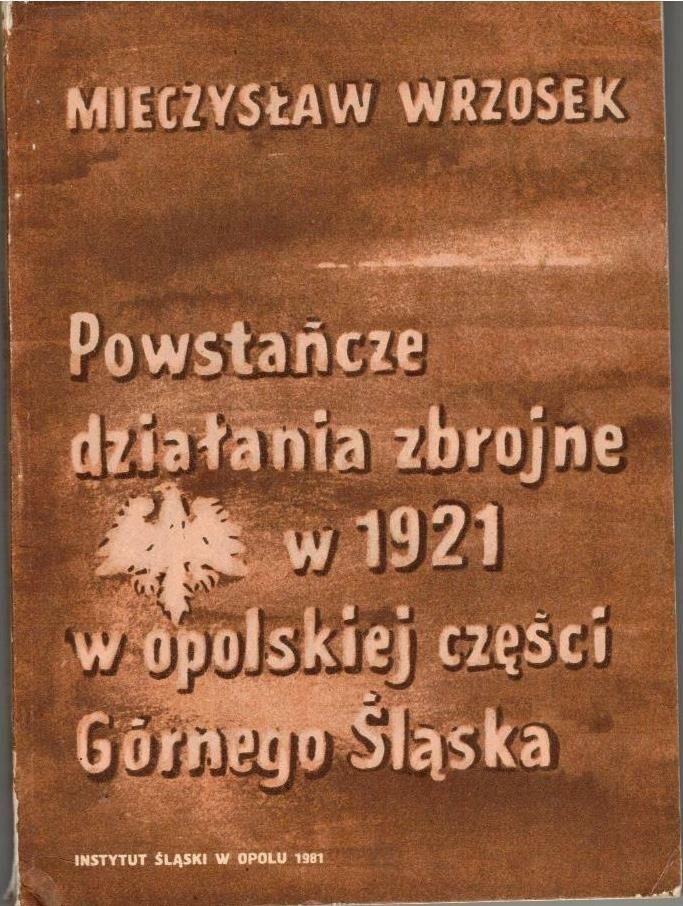 MIECZYSŁAW WRZOSEK
Powstańcze
działania zbrojne
w 1921
w opolskiej części
Górnego Śląska
INSTYTUT ŚLĄSKI W OPOLU 1981